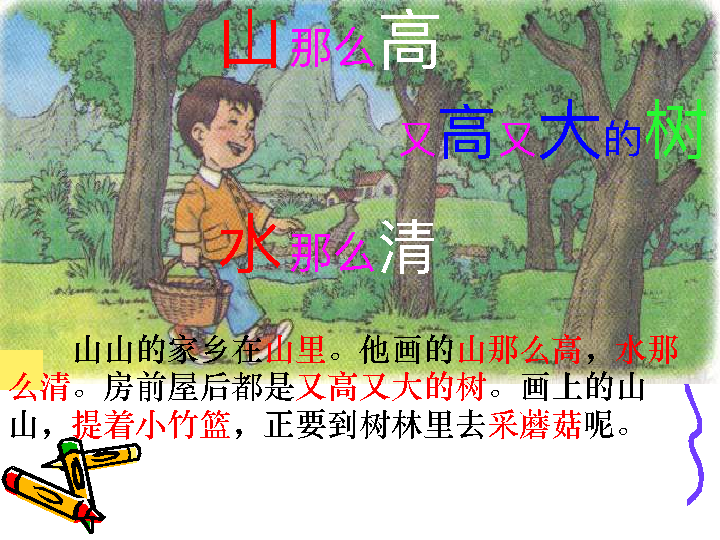 山那么高
又高又大的树
水那么清
山山的家乡在山里。他画的山那么高，水那
么清。房前屋后都是又高又大的树。画上的山
山，提着小竹篮，正要到树林里去采蘑菇呢。